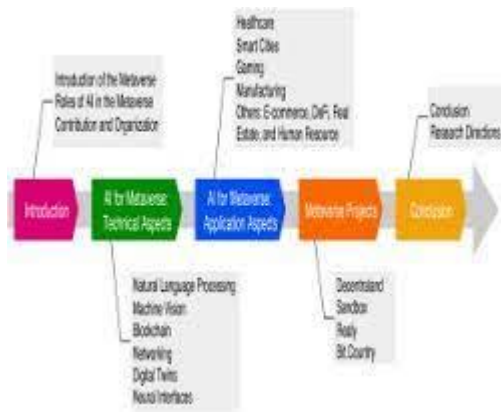 Healthcare
Smart Cities
Gaming
Manufacturing
Others: E-commerce, DeFi, Real
Estate, and Human Resource
Introduction of the Metaverse
Roles of AI in the Metaverse
Contribution and Organization
Conclusion
Research Directions
Introduction
AI for Metaverse:
Technical Aspects
AI for Metaverse:
Application Aspects
Metaverse Projects
Conclusion
Natural Language Processing
Machine Vision
Blockchain
Networking
Digital Twins
Neural Interfaces
Decentraland
Sandbox
Realy
Bit.Country